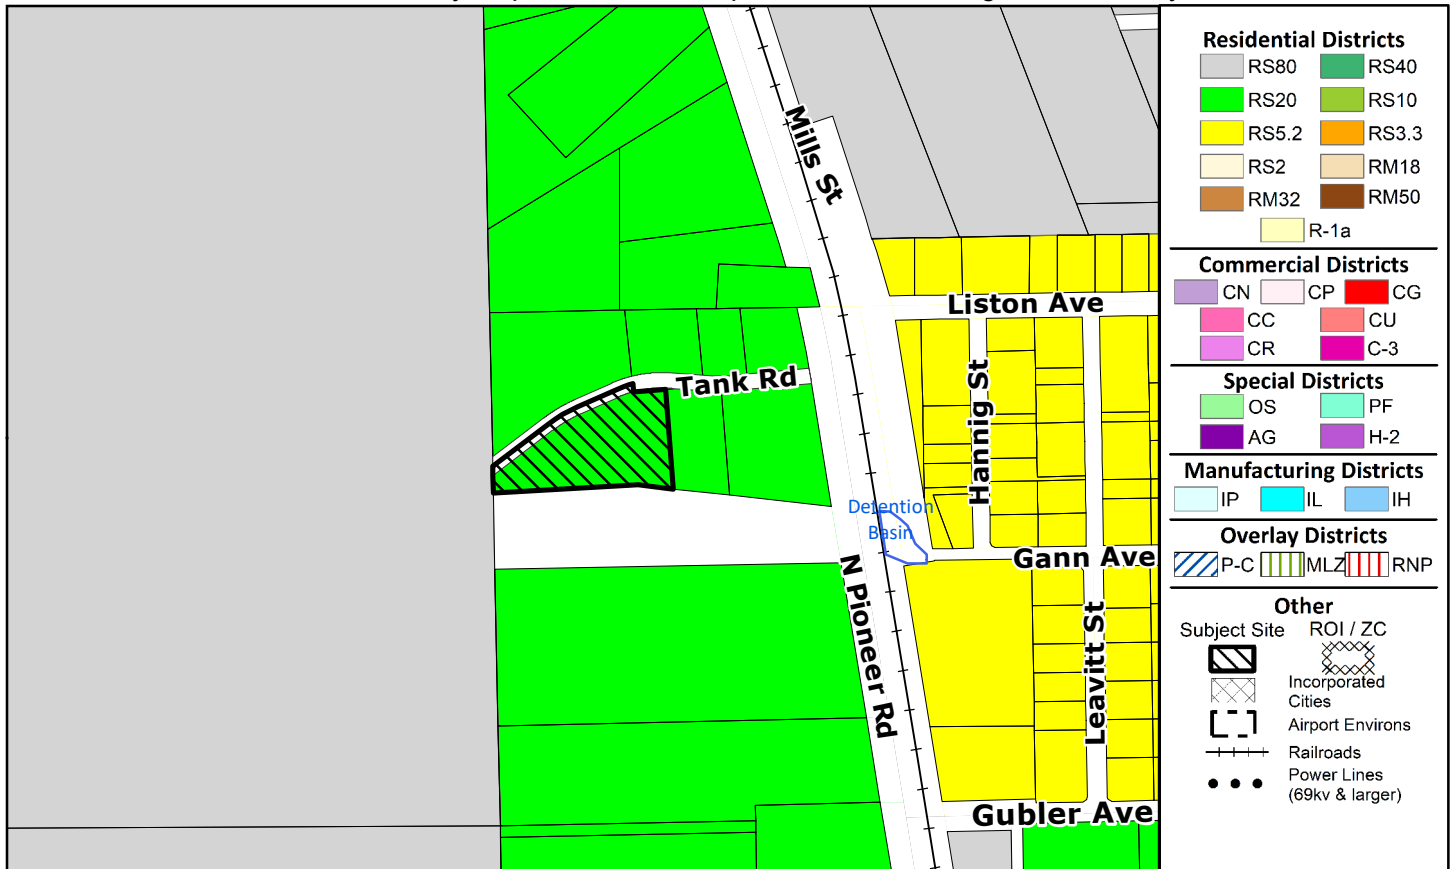 Mills St
Liston Ave
Tank Rd
Hannig St
Detention
Basin
Gann Ave
N Pioneer Rd
Leavitt St
Gubler Ave
Residential Districts
RS80 RS40
RS20 RS10
RS5.2 RS3.3
RS2 RM18
RM32 RM50
R-1a
Commercial Districts
CN CP CG
CC CU
CR C-3
Special Districts
OS PF
AG H-2
Manufacturing Districts
IP IL IH
Overlay Districts
P-C MLZ RNP
Other
Subject Site ROI / ZC
Incorporated
Cities
Airport Environs
Railroads
Power Lines
(69kv & larger)